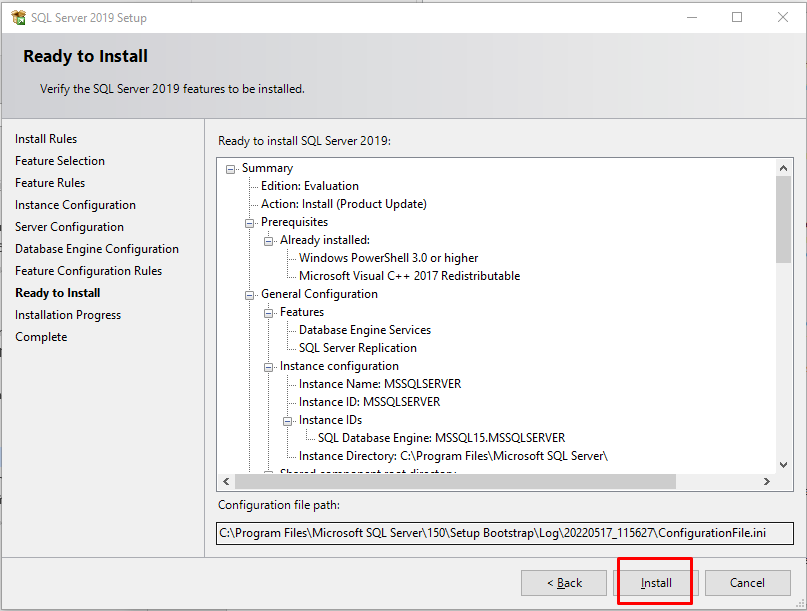 SQL Server 2019 Setup
Ready to Install
Verify the SQL Server 2019 features to be installed.
Install Rules
Feature Selection
Feature Rules
Instance Configuration
Server Configuration
Database Engine Configuration
Feature Configuration Rules
Ready to Install
Installation Progress
Complete
Ready to install SQL Server 2019:
Summary
Edition: Evaluation
Action: Install (Product Update)
Prerequisites
Already installed:
Windows PowerShell 3.0 or higher
Microsoft Visual C++ 2017 Redistributable
General Configuration
Features
Database Engine Services
SQL Server Replication
Instance configuration
Instance Name: MSSQLSERVER
Instance ID: MSSQLSERVER
Instance IDs
SQL Database Engine: MSSQL15.MSSQLSERVER
Instance Directory: C:\Program Files\Microsoft SQL Server\
Shared component root directory
Configuration file path:
C:\Program Files\Microsoft SQL Server\150\Setup Bootstrap\Log\20220517_115627\ConfigurationFile.ini
< Back
Install
Cancel